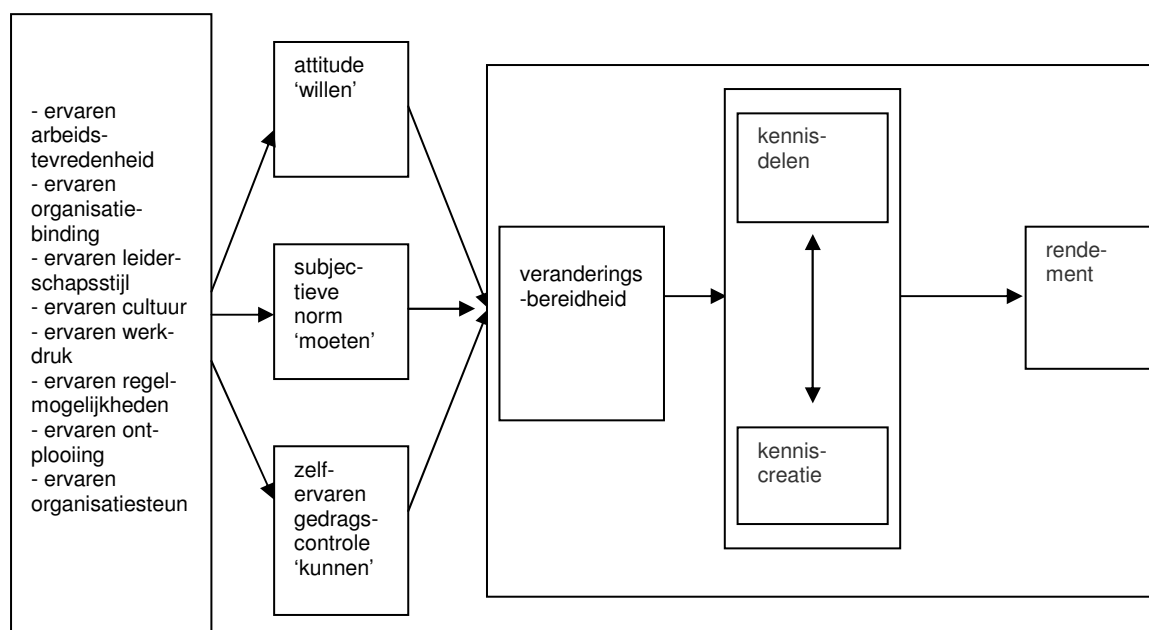 - ervaren
arbeids-
tevredenheid
- ervaren
organisatie-
binding
- ervaren leider-
schapsstijl
- ervaren cultuur
- ervaren werk-
druk
- ervaren regel-
mogelijkheden
- ervaren ont-
plooiing
- ervaren
organisatiesteun
attitude
‘willen’
subjec-
tieve
norm
‘moeten’
zelf-
ervaren
gedrags-
controle
‘kunnen’
veranderings
-bereidheid
kennis-
delen
kennis-
creatie
rende-
ment